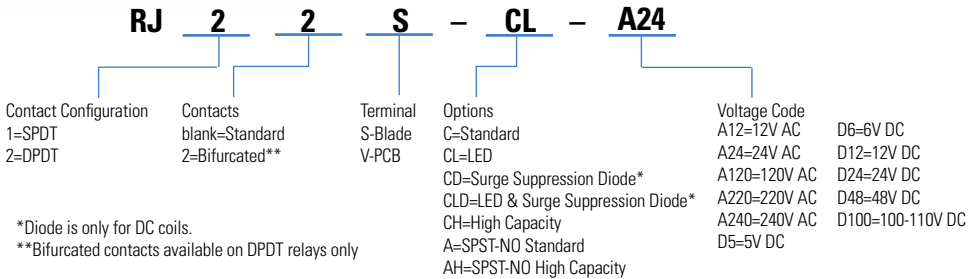 RJ 2 2 S – CL – A24
Contact Configuration
1=SPDT
2=DPDT
Contacts
blank=Standard
2=Bifurcated**
Terminal
S-Blade
V-PCB
Options
C=Standard
CL=LED
CD=Surge Suppression Diode*
CLD=LED & Surge Suppression Diode*
CH=High Capacity
A=SPST-NO Standard
AH=SPST-NO High Capacity
Voltage Code
A12=12V AC
A24=24V AC
A120=120V AC
A220=220V AC
A240=240V AC
D5=5V DC
D6=6V DC
D12=12V DC
D24=24V DC
D48=48V DC
D100=100-110V DC
*Diode is only for DC coils.
**Bifurcated contacts available on DPDT relays only